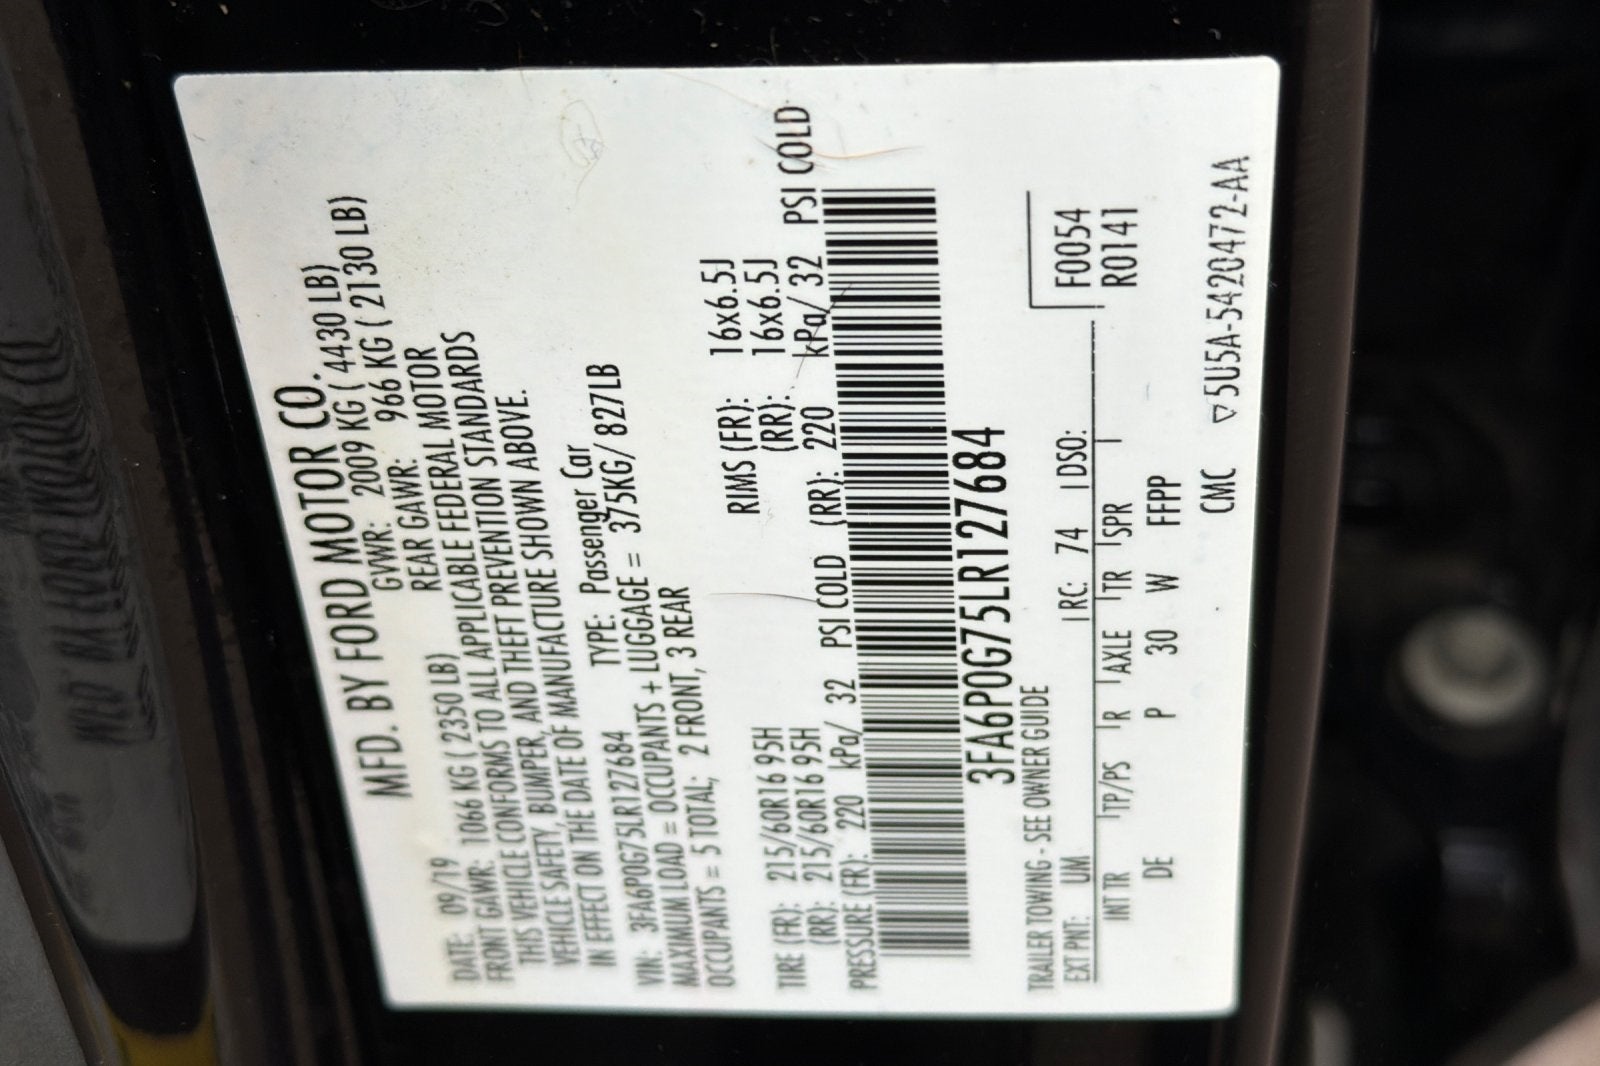 MFD. BY FORD MOTOR CO.
DATE: 09/19 GVWR: 2009 KG ( 4430 LB)
FRONT GAWR: 1066 KG ( 2350 LB) REAR GAWR: 966 KG ( 2130 LB)
THIS VEHICLE CONFORMS TO ALL APPLICABLE FEDERAL MOTOR
VEHICLE SAFETY, BUMPER, AND THEFT PREVENTION STANDARDS
IN EFFECT ON THE DATE OF MANUFACTURE SHOWN ABOVE.
VIN: 3FA6P0G75LR127684 TYPE: Passenger Car
MAXIMUM LOAD = OCCUPANTS + LUGGAGE = 375KG/ 827LB
OCCUPANTS = 5 TOTAL; 2 FRONT, 3 REAR
TIRE (FR): 215/60R16 95H RIMS (FR): 16x6.5J
(RR): 215/60R16 95H (RR): 16x6.5J
PRESSURE (FR): 220 kPa/ 32 PSI COLD (RR): 220 kPa/ 32 PSI COLD
3FA6P0G75LR127684
TRAILER TOWING - SEE OWNER GUIDE
F0054
EXT PNT: UM RC: 74 DSO: R0141
INT TR TP/PS R AXLE TR SPR
DE P 30 W FFPP
CMC ▽5U5A-5420472-AA